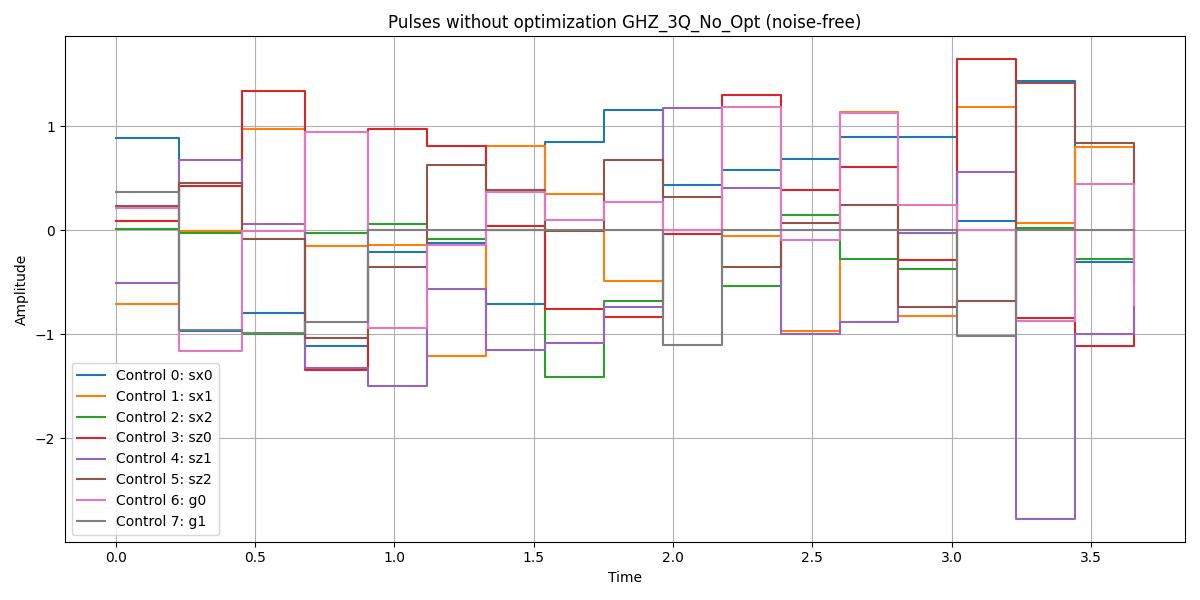 Pulses without optimization GHZ_3Q_No_Opt (noise-free)
Amplitude
1
0
−1
−2
Control 0: sx0
Control 1: sx1
Control 2: sx2
Control 3: sz0
Control 4: sz1
Control 5: sz2
Control 6: g0
Control 7: g1
0.0 0.5 1.0 1.5 2.0 2.5 3.0 3.5
Time